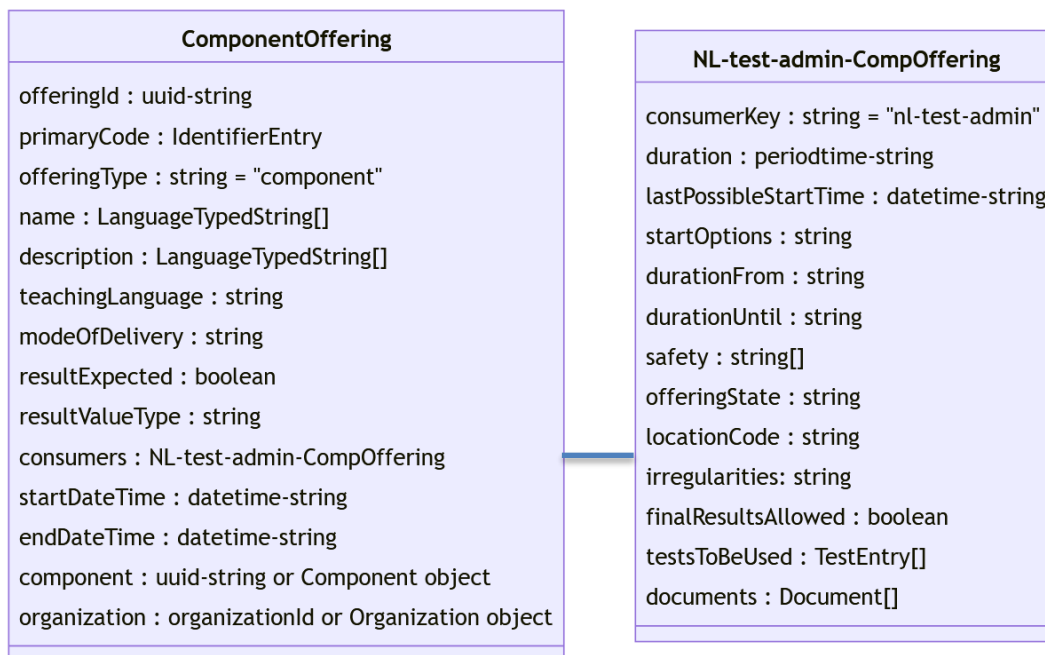 ComponentOffering
offeringId : uuid-string
primaryCode : IdentifierEntry
offeringType : string = "component"
name : LanguageTypedString[]
description : LanguageTypedString[]
teachingLanguage : string
modeOfDelivery : string
resultExpected : boolean
resultValueType : string
consumers : NL-test-admin-CompOffering
startDateTime : datetime-string
endDateTime : datetime-string
component : uuid-string or Component object
organization : organizationId or Organization object
NL-test-admin-CompOffering
consumerKey : string = "nl-test-admin"
duration : periodtime-string
lastPossibleStartTime : datetime-string
startOptions : string
durationFrom : string
durationUntil : string
safety : string[]
offeringState : string
locationCode : string
irregularities: string
finalResultsAllowed : boolean
testsToBeUsed : TestEntry[]
documents : Document[]